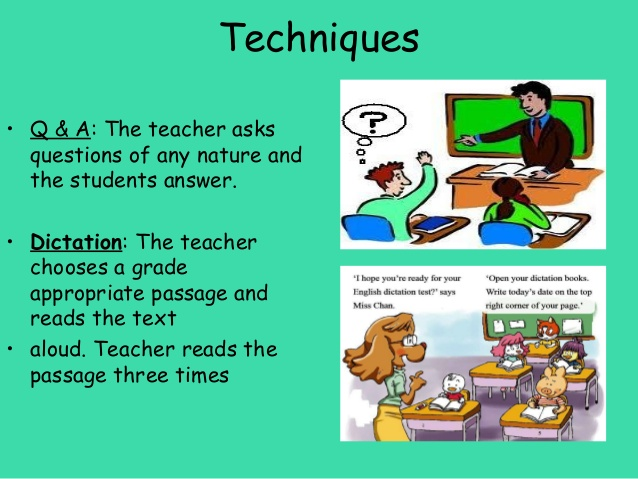 Techniques
• Q & A: The teacher asks
questions of any nature and
the students answer.
• Dictation: The teacher
chooses a grade
appropriate passage and
reads the text
• aloud. Teacher reads the
passage three times
?
‘I hope you're ready for your
English dictation test?’ says
Miss Chan.
‘Open your dictation books.
Write today's date on the top
right corner of your page.’